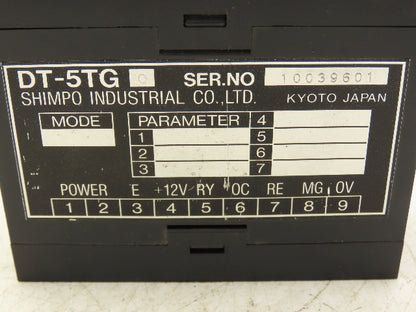 DT-5TG SER.NO 10039601
SHIMPO INDUSTRIAL CO.,LTD. KYOTO JAPAN
MODE PARAMETER 4
1 5
2 6
3 7
POWER E +12V RY OC RE MG 0V
1 2 3 4 5 6 7 8 9